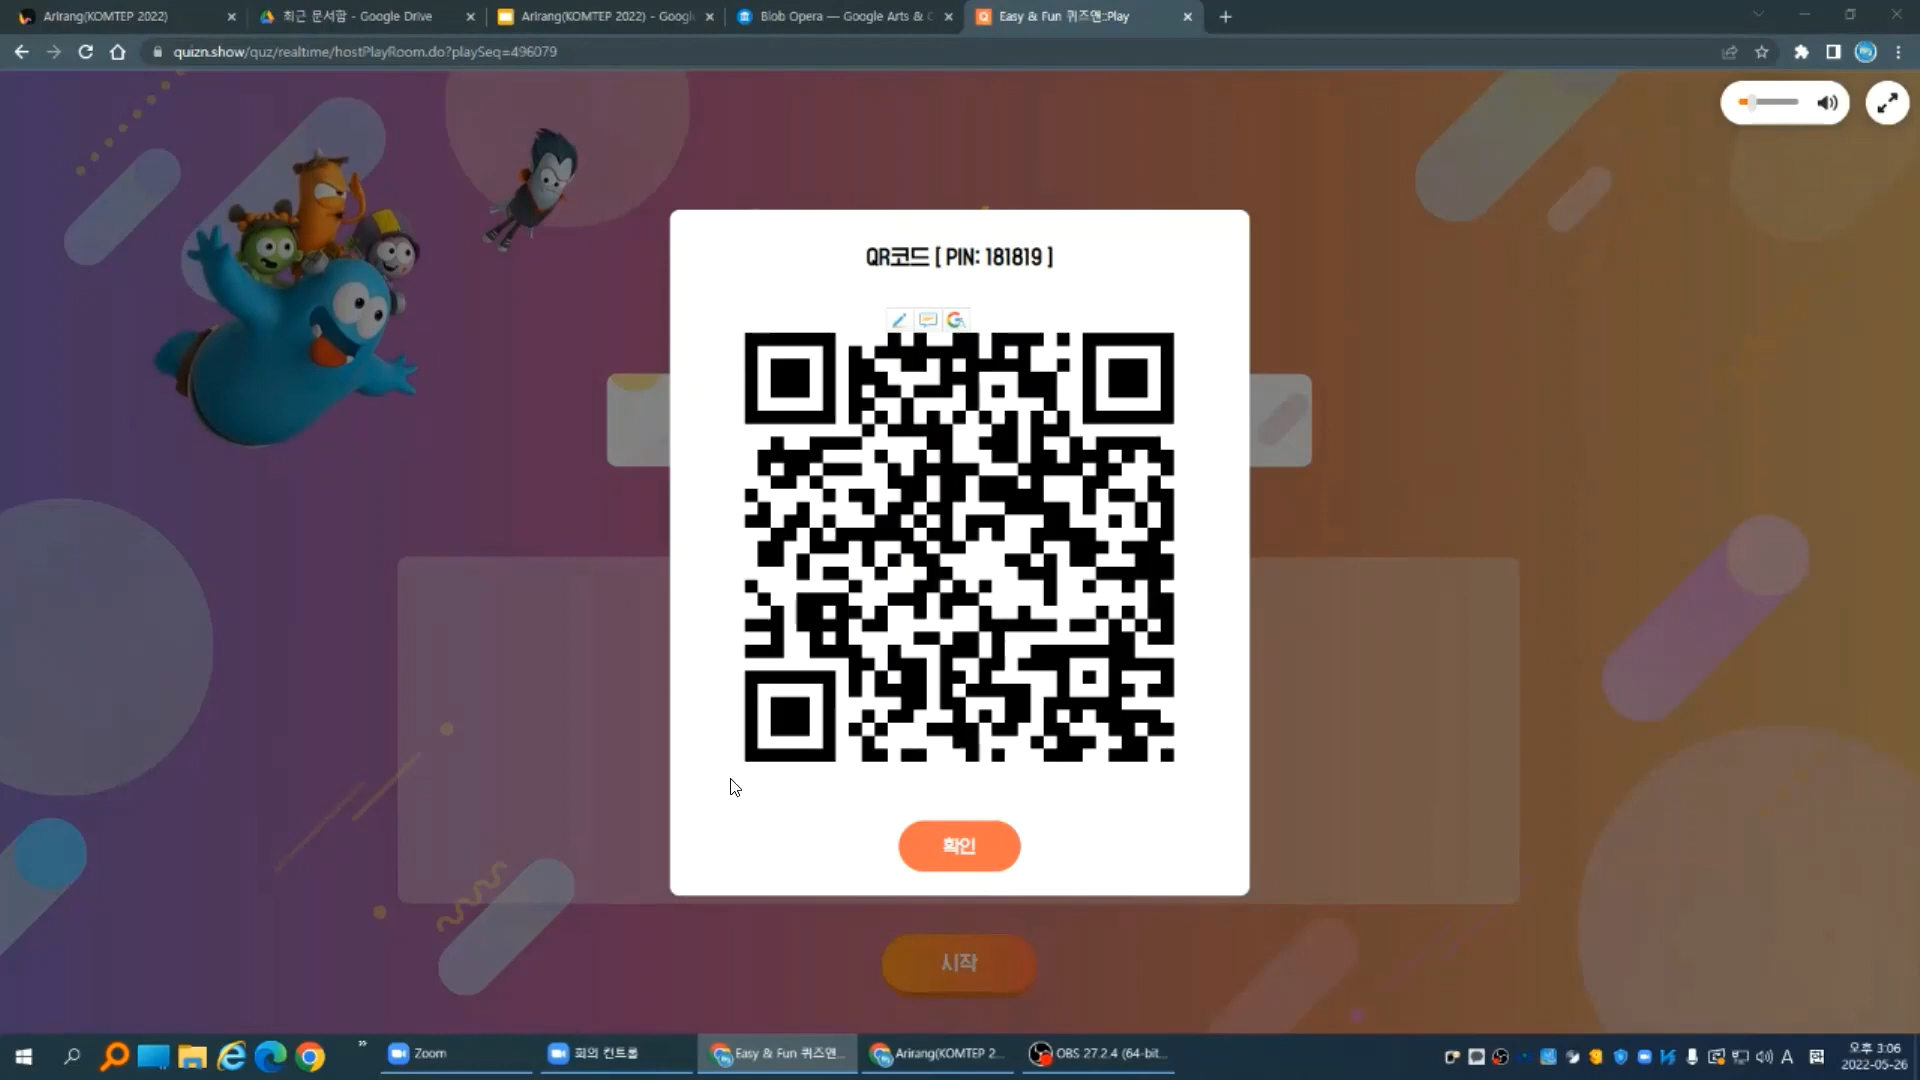 Arirang(KOMTEP 2022)
최근 문서함 - Google Drive
Arirang(KOMTEP 2022) - Googl
Blob Opera — Google Arts & C
Easy & Fun 퀴즈앤::Play
quizn.show/quz/realtime/hostPlayRoom.do?playSeq=496079
QR코드 [ PIN: 181819 ]
확인
시작
Zoom
회의 컨트롤
Easy & Fun 퀴즈앤...
Arirang(KOMTEP 2...
OBS 27.2.4 (64-bit...
A
오후 3:06
2022-05-26